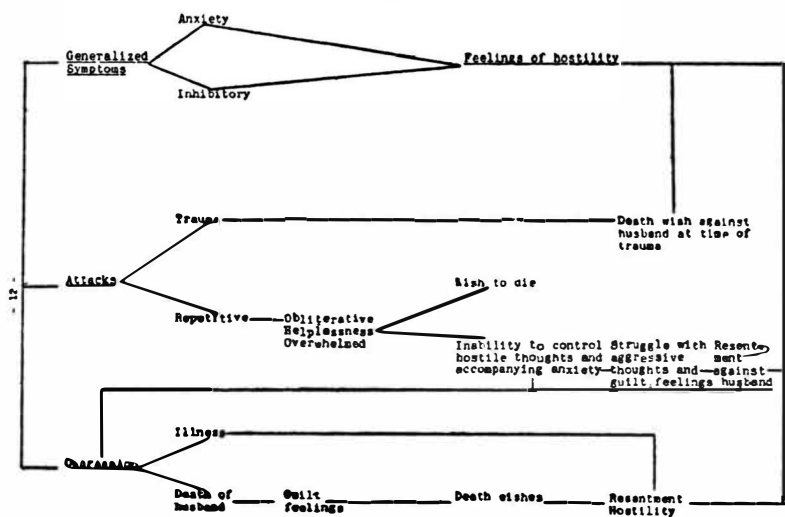 Anxiety
Generalized
Symptoms
Feelings of hostility
Inhibitory
Trauma
Death wish against
husband at time of
trauma
- 12 -
Attacks
Wish to die
Repetitive
Obliterative
Helplessness
Overwhelmed
Inability to control
hostile thoughts and
accompanying anxiety
Struggle with
aggressive
thoughts and
guilt feelings
Resent-
ment
against
husband
Illness
Death of
husband
Guilt
feelings
Death wishes
Resentment
Hostility